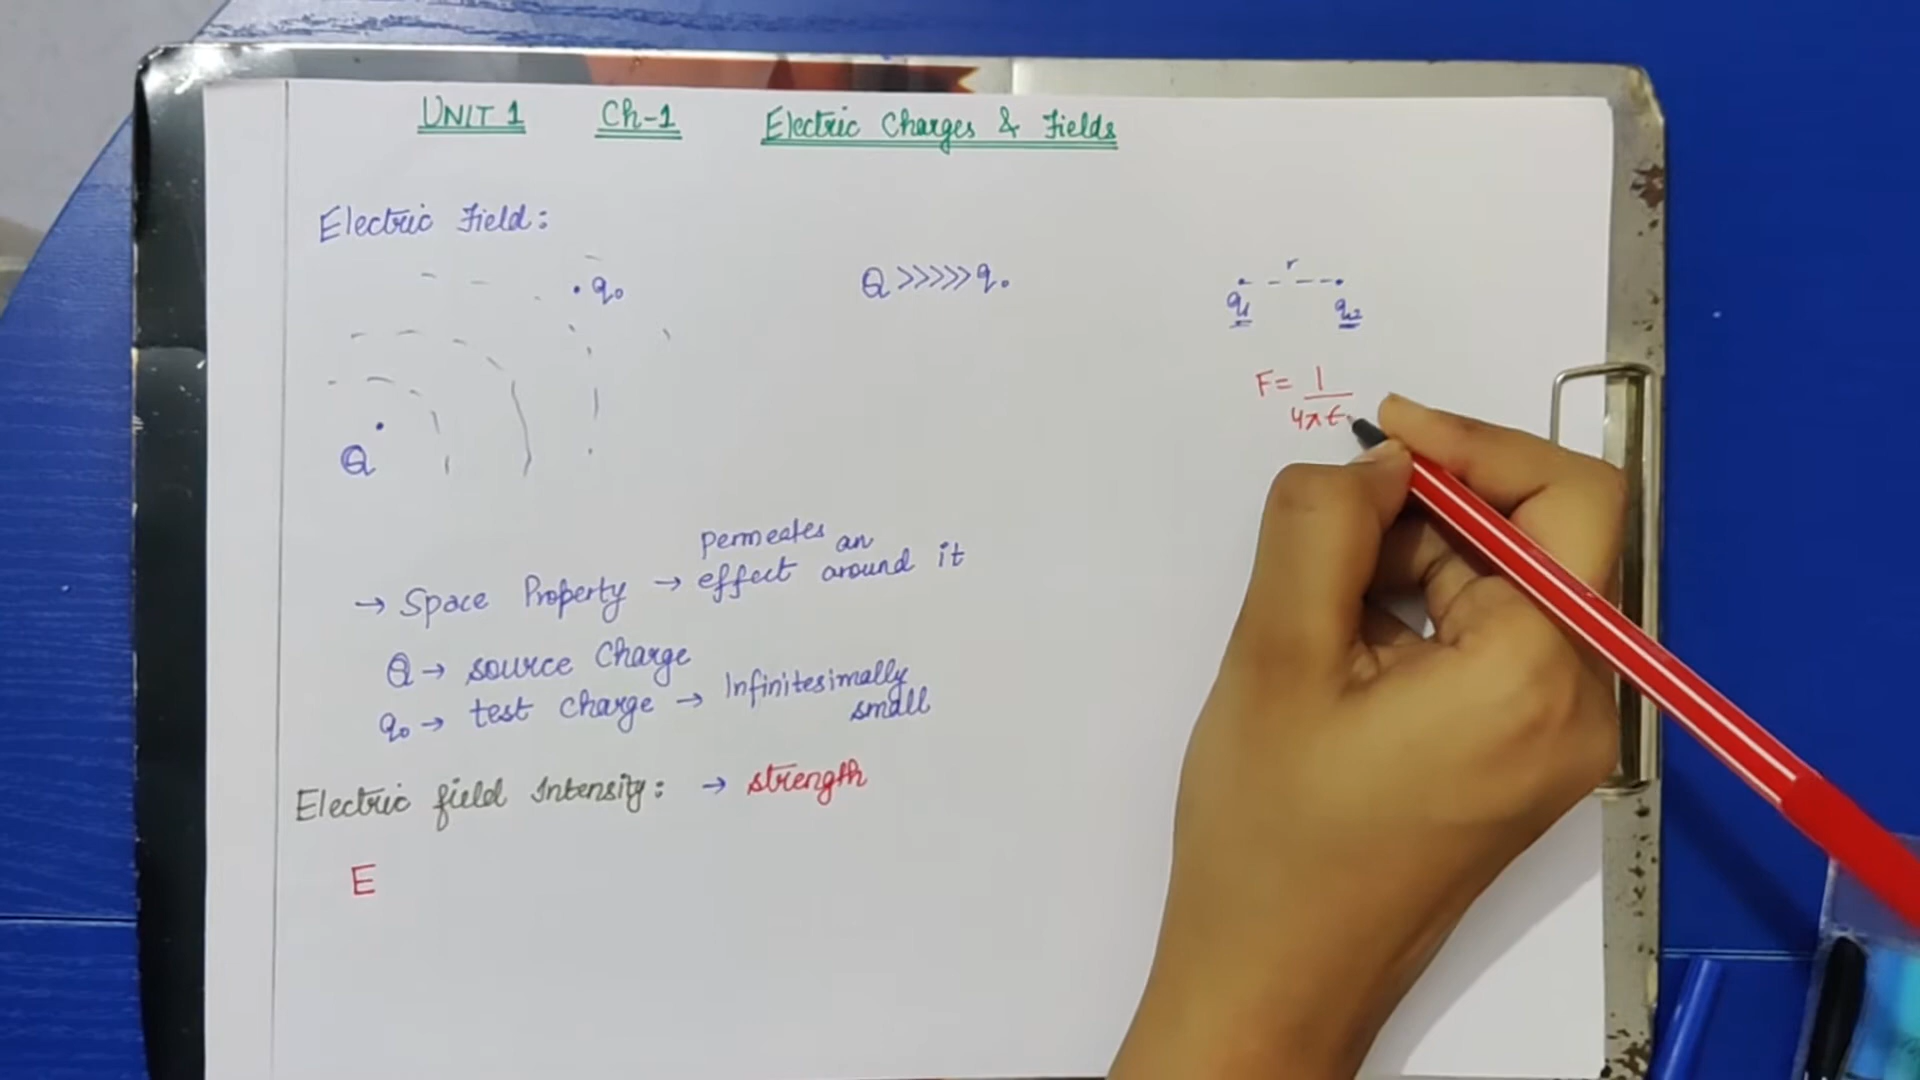 UNIT 1 Ch-1 Electric Charges & Fields
Electric Field:
q₀
Q >>>>> q₀
r
q₁ q₂
F = 1
4πϵ
Q
permeates an
→ Space Property → effect around it
Q → source Charge
q₀ → test charge → Infinitesimally
small
Electric field Intensity: → strength
E